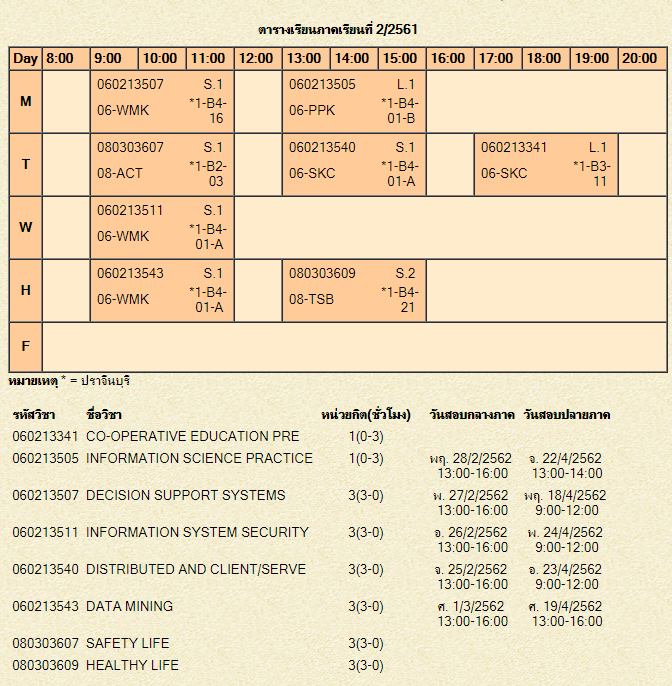 ตารางเรียนภาคเรียนที่ 2/2561
Day 8:00 9:00 10:00 11:00 12:00 13:00 14:00 15:00 16:00 17:00 18:00 19:00 20:00
M
060213507 S.1
06-WMK *1-B4-
16
060213505 L.1
06-PPK *1-B4-
01-B
T
080303607 S.1
08-ACT *1-B2-
03
060213540 S.1
06-SKC *1-B4-
01-A
060213341 L.1
06-SKC *1-B3-
11
W
060213511 S.1
06-WMK *1-B4-
01-A
H
060213543 S.1
06-WMK *1-B4-
01-A
080303609 S.2
08-TSB *1-B4-
21
F
หมายเหตุ * = ปราจีนบุรี
รหัสวิชา ชื่อวิชา หน่วยกิต(ชั่วโมง) วันสอบกลางภาค วันสอบปลายภาค
060213341 CO-OPERATIVE EDUCATION PRE 1(0-3)
060213505 INFORMATION SCIENCE PRACTICE 1(0-3) พฤ. 28/2/2562 จ. 22/4/2562
13:00-16:00 13:00-14:00
060213507 DECISION SUPPORT SYSTEMS 3(3-0) พ. 27/2/2562 พฤ. 18/4/2562
13:00-16:00 9:00-12:00
060213511 INFORMATION SYSTEM SECURITY 3(3-0) อ. 26/2/2562 พ. 24/4/2562
13:00-16:00 9:00-12:00
060213540 DISTRIBUTED AND CLIENT/SERVE 3(3-0) จ. 25/2/2562 อ. 23/4/2562
13:00-16:00 9:00-12:00
060213543 DATA MINING 3(3-0) ศ. 1/3/2562 ศ. 19/4/2562
13:00-16:00 13:00-16:00
080303607 SAFETY LIFE 3(3-0)
080303609 HEALTHY LIFE 3(3-0)